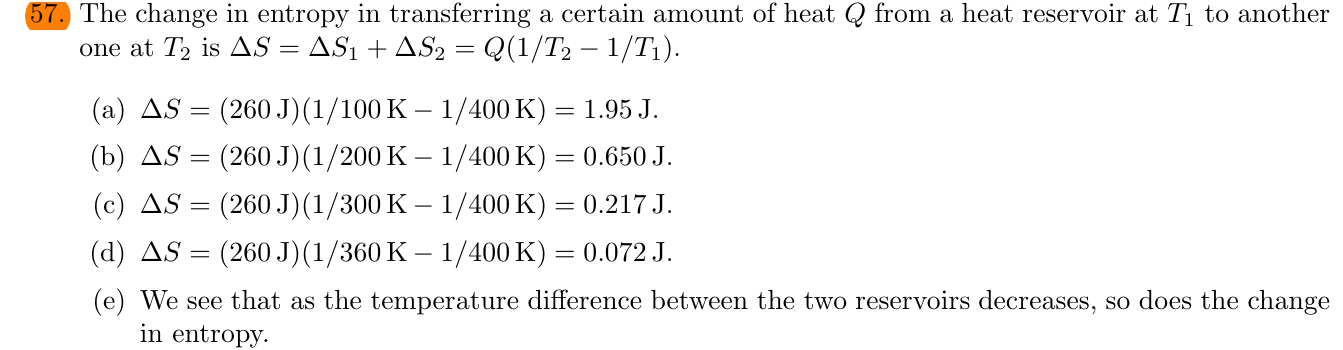 57. The change in entropy in transferring a certain amount of heat Q from a heat reservoir at T₁ to another
one at T₂ is ΔS = ΔS₁ + ΔS₂ = Q(1/T₂ − 1/T₁).
(a) ΔS = (260 J)(1/100 K − 1/400 K) = 1.95 J.
(b) ΔS = (260 J)(1/200 K − 1/400 K) = 0.650 J.
(c) ΔS = (260 J)(1/300 K − 1/400 K) = 0.217 J.
(d) ΔS = (260 J)(1/360 K − 1/400 K) = 0.072 J.
(e) We see that as the temperature difference between the two reservoirs decreases, so does the change
in entropy.